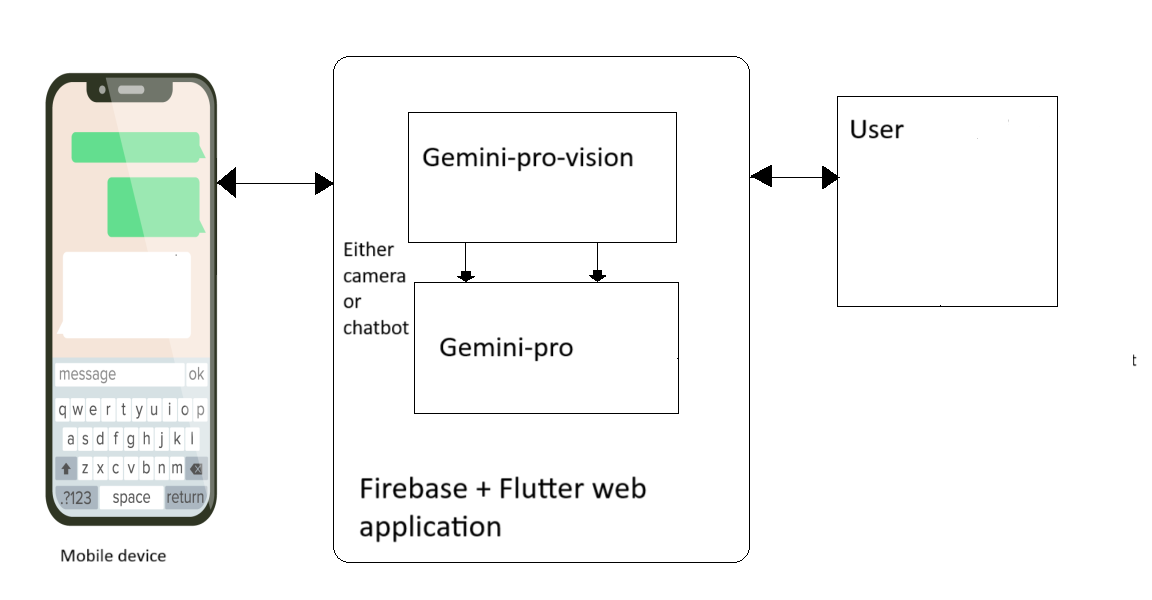 message ok
q w e r t y u i o p
a s d f g h j k l
z x c v b n m
.?123 space return
Mobile device
Gemini-pro-vision
Either
camera
or
chatbot
Gemini-pro
Firebase + Flutter web
application
User
t